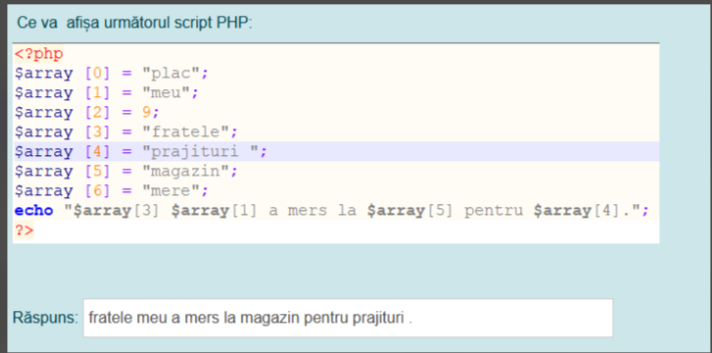 Ce va  afișa următorul script PHP:
<?php
$array [0] = "plac";
$array [1] = "meu";
$array [2] = 9;
$array [3] = "fratele";
$array [4] = "prajituri ";
$array [5] = "magazin";
$array [6] = "mere";
echo "$array[3] $array[1] a mers la $array[5] pentru $array[4].";
?>
Răspuns: fratele meu a mers la magazin pentru prajituri .